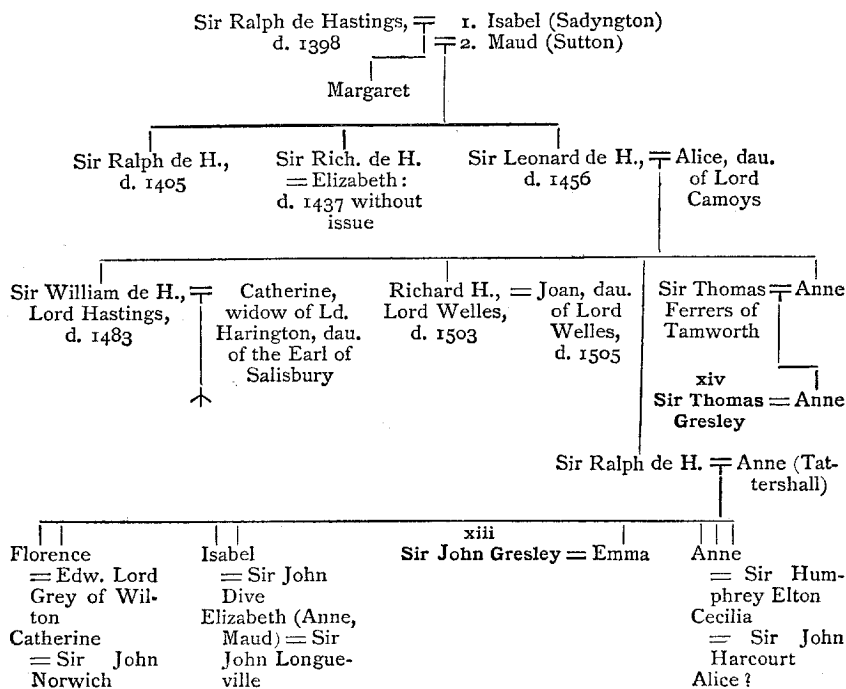 Sir Ralph de Hastings, = 1. Isabel (Sadyngton)
d. 1398 = 2. Maud (Sutton)
Margaret
Sir Ralph de H.,
d. 1405
Sir Rich. de H.
= Elizabeth:
d. 1437 without
issue
Sir Leonard de H.,
d. 1456
= Alice, dau.
of Lord
Camoys
Sir William de H.,
Lord Hastings,
d. 1483
= Catherine,
widow of Ld.
Harington, dau.
of the Earl of
Salisbury
Richard H.,
Lord Welles,
d. 1503
= Joan, dau.
of Lord
Welles,
d. 1505
Sir Thomas = Anne
Ferrers of
Tamworth
xiv
Sir Thomas = Anne
Gresley
Sir Ralph de H. = Anne (Tat-
tershall)
Florence
= Edw. Lord
Grey of Wil-
ton
Catherine
= Sir John
Norwich
Isabel
= Sir John
Dive
Elizabeth (Anne,
Maud) = Sir
John Longue-
ville
xiii
Sir John Gresley = Emma
Anne
= Sir Hum-
phrey Elton
Cecilia
= Sir John
Harcourt
Alice ?